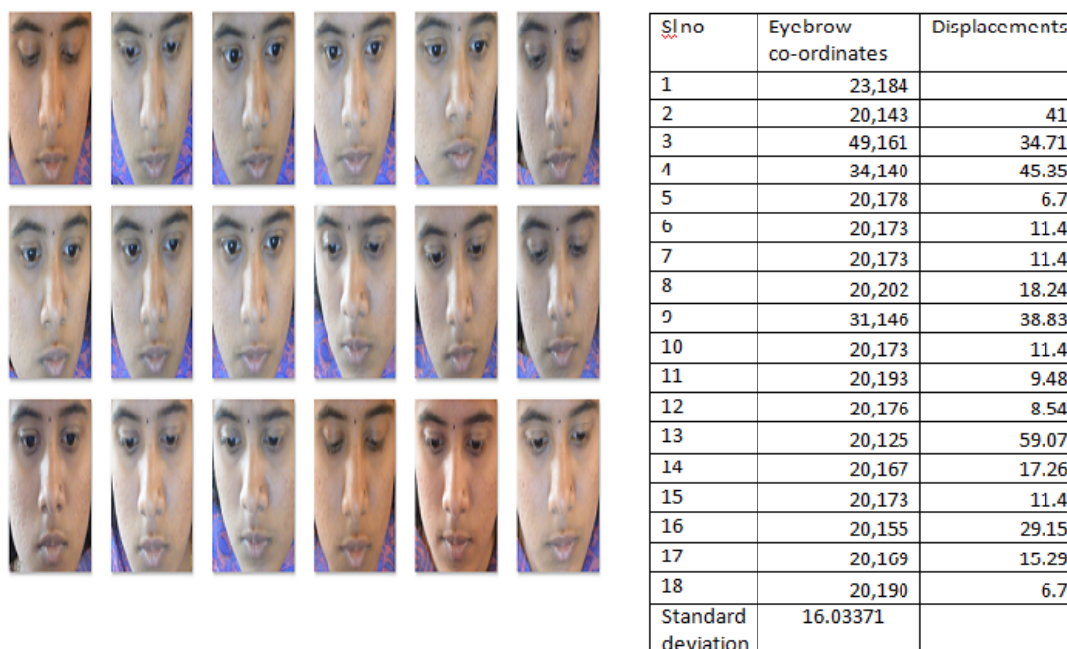 Sl no Eyebrow co-ordinates Displacements
1 23,184
2 20,143 41
3 49,161 34.71
4 34,140 45.35
5 20,178 6.7
6 20,173 11.4
7 20,173 11.4
8 20,202 18.24
9 31,146 38.83
10 20,173 11.4
11 20,193 9.48
12 20,176 8.54
13 20,125 59.07
14 20,167 17.26
15 20,173 11.4
16 20,155 29.15
17 20,169 15.29
18 20,190 6.7
Standard deviation 16.03371